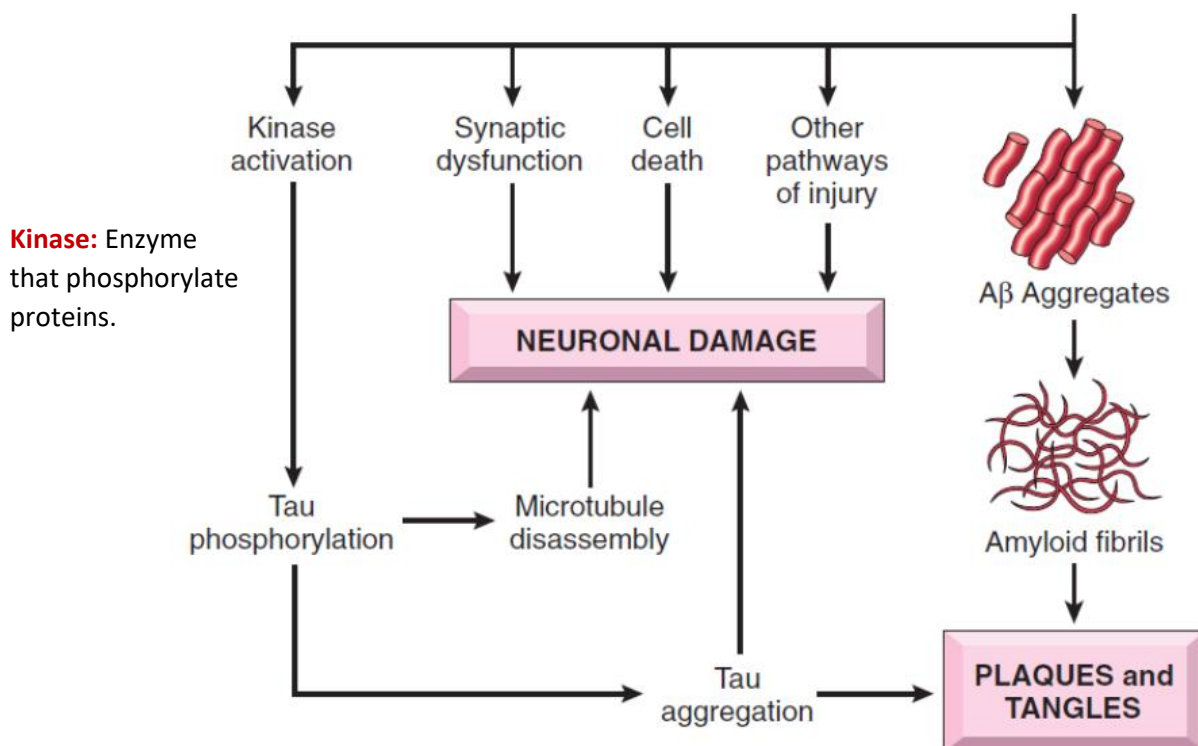 Kinase
activation
Synaptic
dysfunction
Cell
death
Other
pathways
of injury
Kinase: Enzyme
that phosphorylate
proteins.
Aβ Aggregates
NEURONAL DAMAGE
Tau
phosphorylation
Microtubule
disassembly
Amyloid fibrils
Tau
aggregation
PLAQUES and
TANGLES